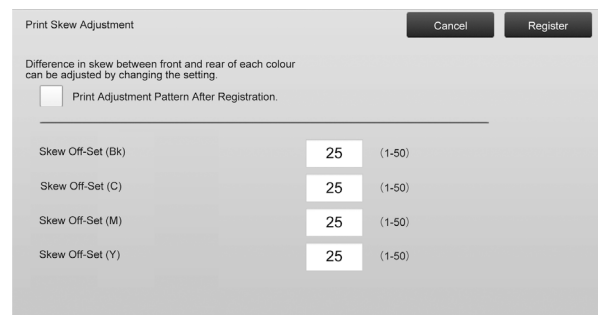 Print Skew Adjustment
Cancel
Register
Difference in skew between front and rear of each colour
can be adjusted by changing the setting.
Print Adjustment Pattern After Registration.
Skew Off-Set (Bk) 25 (1-50)
Skew Off-Set (C) 25 (1-50)
Skew Off-Set (M) 25 (1-50)
Skew Off-Set (Y) 25 (1-50)